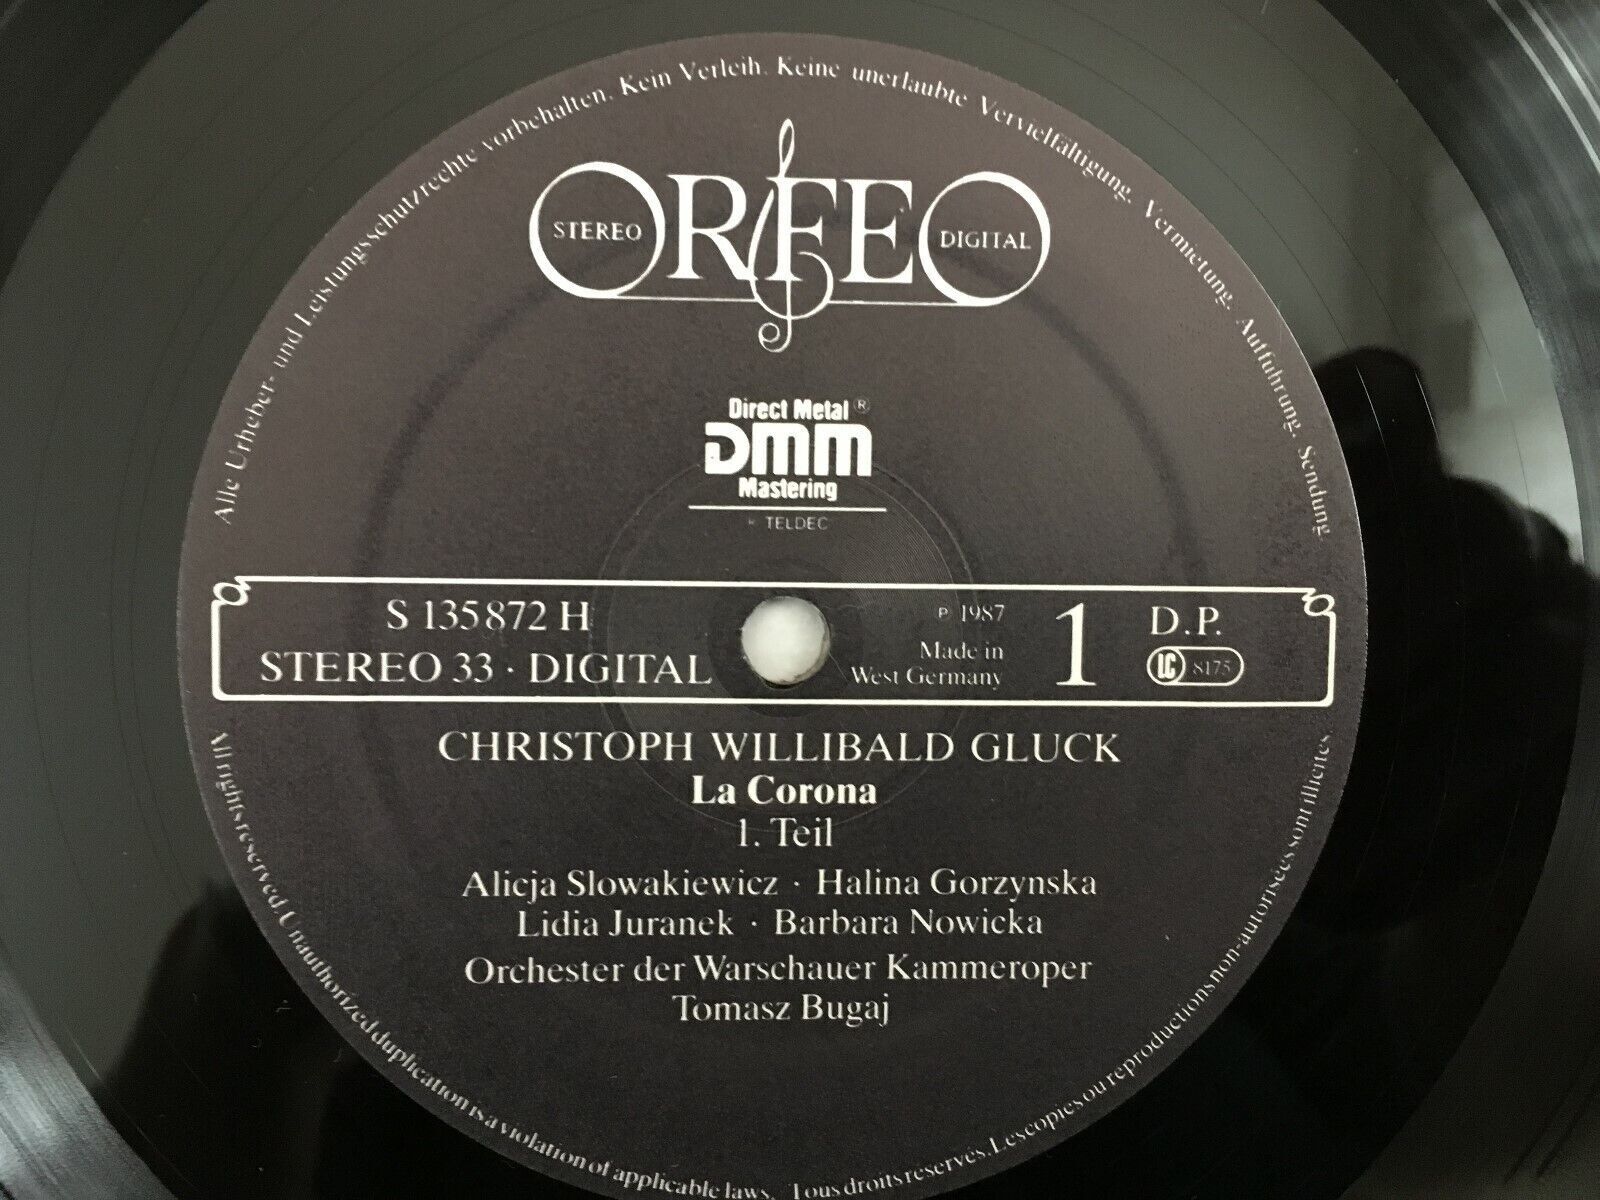 Alle Urheber- und Leistungsschutzrechte vorbehalten. Kein Verleih. Keine unerlaubte Vervielfältigung, Vermietung, Aufführung, Sendung
ORFEO
STEREO
DIGITAL
Direct Metal ®
DMM
Mastering
TELDEC
S 135 872 H
STEREO 33 · DIGITAL
℗ 1987
Made in
West Germany
1
D.P.
LC 8175
CHRISTOPH WILLIBALD GLUCK
La Corona
1. Teil
Alicja Slowakiewicz · Halina Gorzynska
Lidia Juranek · Barbara Nowicka
Orchester der Warschauer Kammeroper
Tomasz Bugaj
All rights reserved. Unauthorized duplication is a violation of applicable laws. Tous droits reservés. Les copies ou reproductions non-autorisées sont illicites.